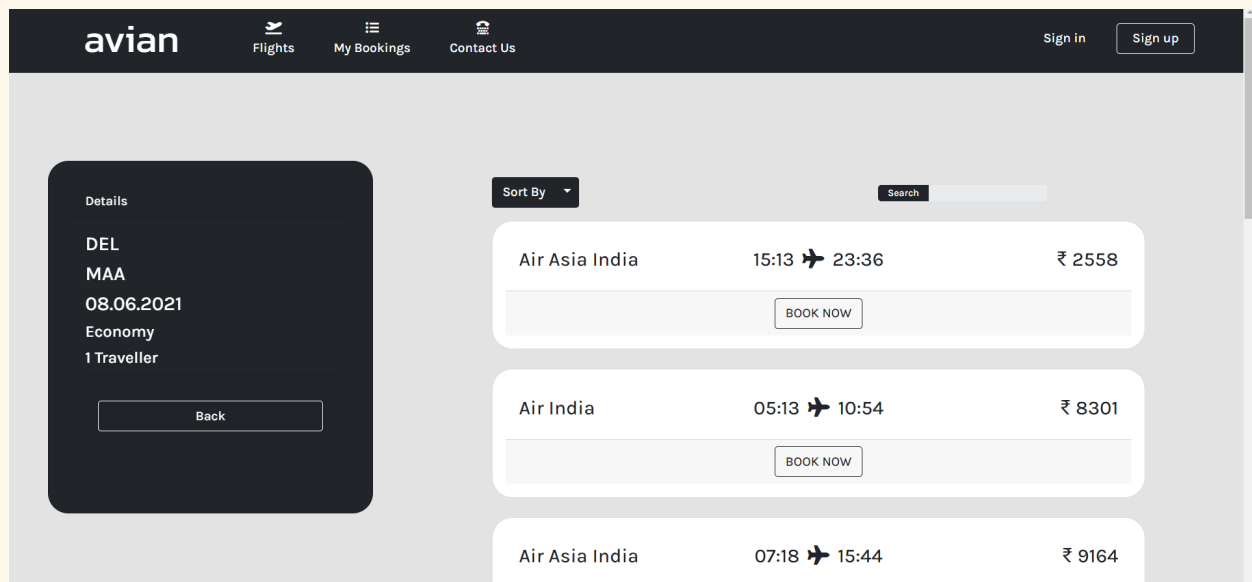 avian
Flights
My Bookings
Contact Us
Sign in
Sign up
Details
DEL
MAA
08.06.2021
Economy
1 Traveller
Back
Sort By
Search
Air Asia India 15:13 23:36 ₹ 2558
BOOK NOW
Air India 05:13 10:54 ₹ 8301
BOOK NOW
Air Asia India 07:18 15:44 ₹ 9164